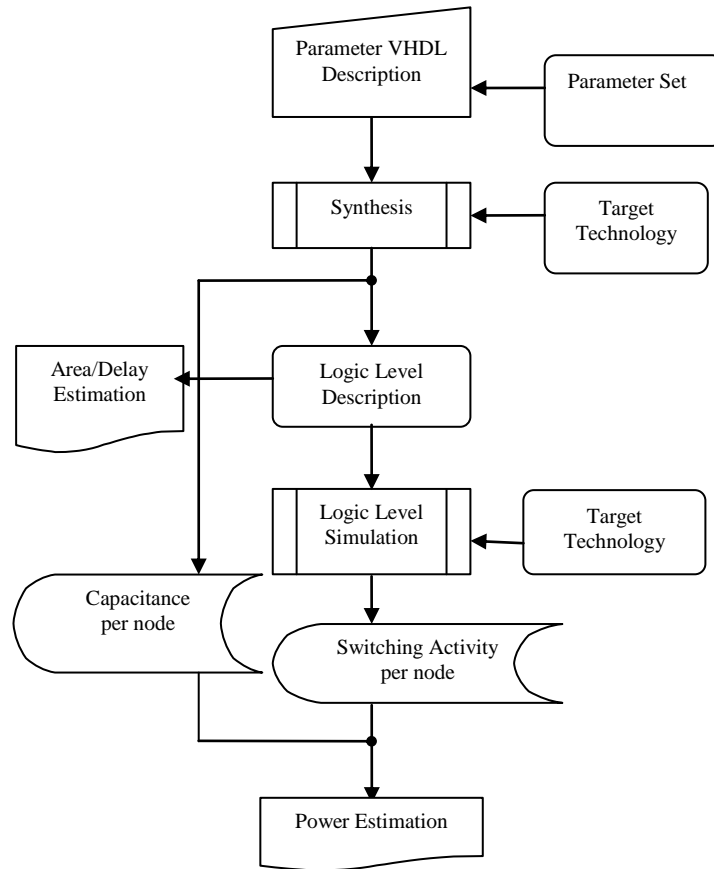 Parameter VHDL
Description
Parameter Set
Synthesis
Target
Technology
Area/Delay
Estimation
Logic Level
Description
Logic Level
Simulation
Target
Technology
Capacitance
per node
Switching Activity
per node
Power Estimation